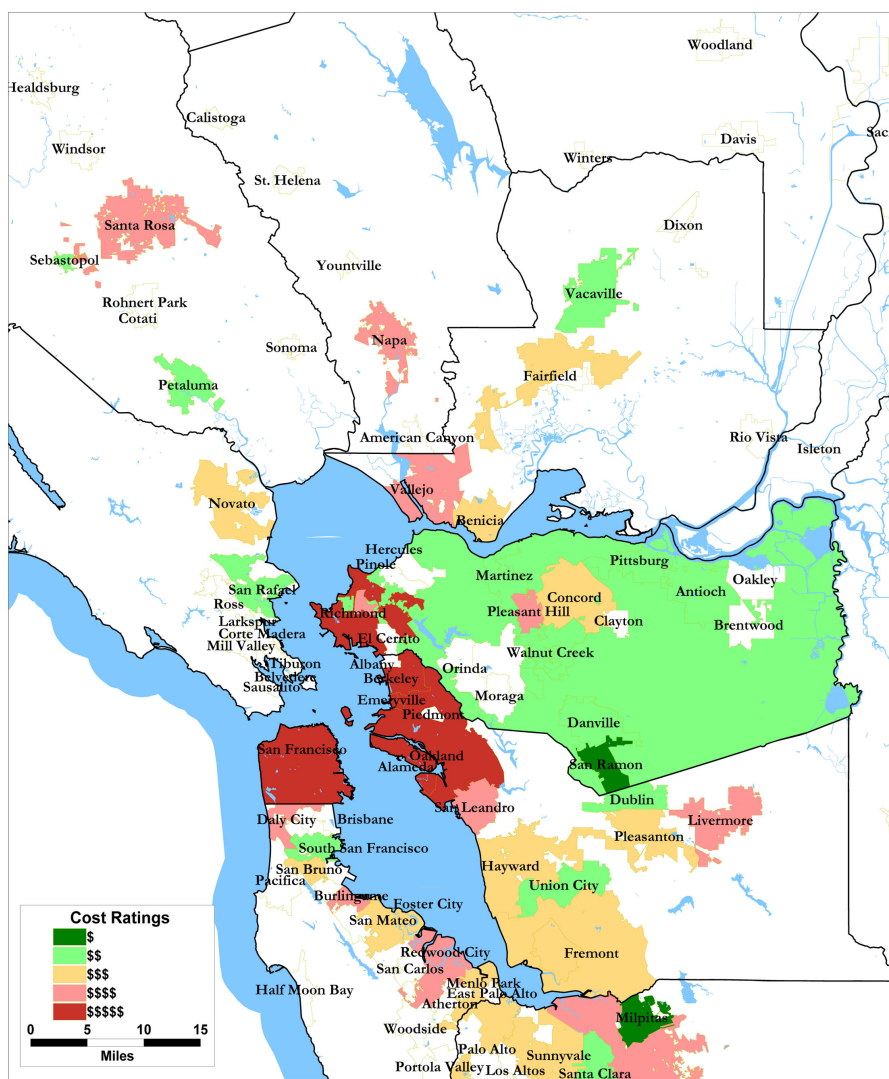 Woodland
Healdsburg
Calistoga
Davis
Sac
Windsor
Winters
St. Helena
Santa Rosa
Dixon
Sebastopol
Yountville
Vacaville
Rohnert Park
Cotati
Sonoma
Napa
Fairfield
Petaluma
American Canyon
Rio Vista
Isleton
Vallejo
Novato
Benicia
Hercules
Pinole
Pittsburg
Martinez
Oakley
San Rafael
Antioch
Concord
Ross
Pleasant Hill
Richmond
Larkspur
Clayton
Brentwood
Corte Madera
El Cerrito
Mill Valley
Walnut Creek
Tiburon
Albany
Orinda
Belvedere
Berkeley
Sausalito
Moraga
Emeryville
Piedmont
Danville
San Francisco
Oakland
Alameda
San Ramon
Dublin
San Leandro
Daly City
Brisbane
Livermore
Pleasanton
South San Francisco
Hayward
San Bruno
Pacifica
Union City
Burlingame
Foster City
San Mateo
Redwood City
Fremont
San Carlos
Menlo Park
Half Moon Bay
East Palo Alto
Atherton
Milpitas
Woodside
Palo Alto
Sunnyvale
Portola Valley
Los Altos
Santa Clara
Cost Ratings
$
$$
$$$
$$$$
$$$$$
0 5 10 15
Miles